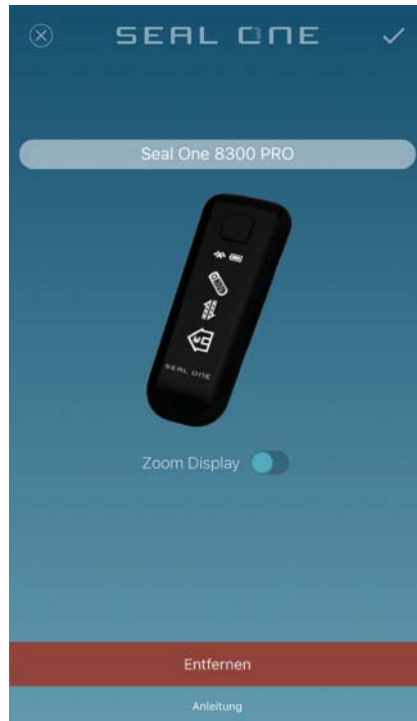 SEAL ONE
Seal One 8300 PRO
SEAL ONE
Zoom Display
Entfernen
Anleitung